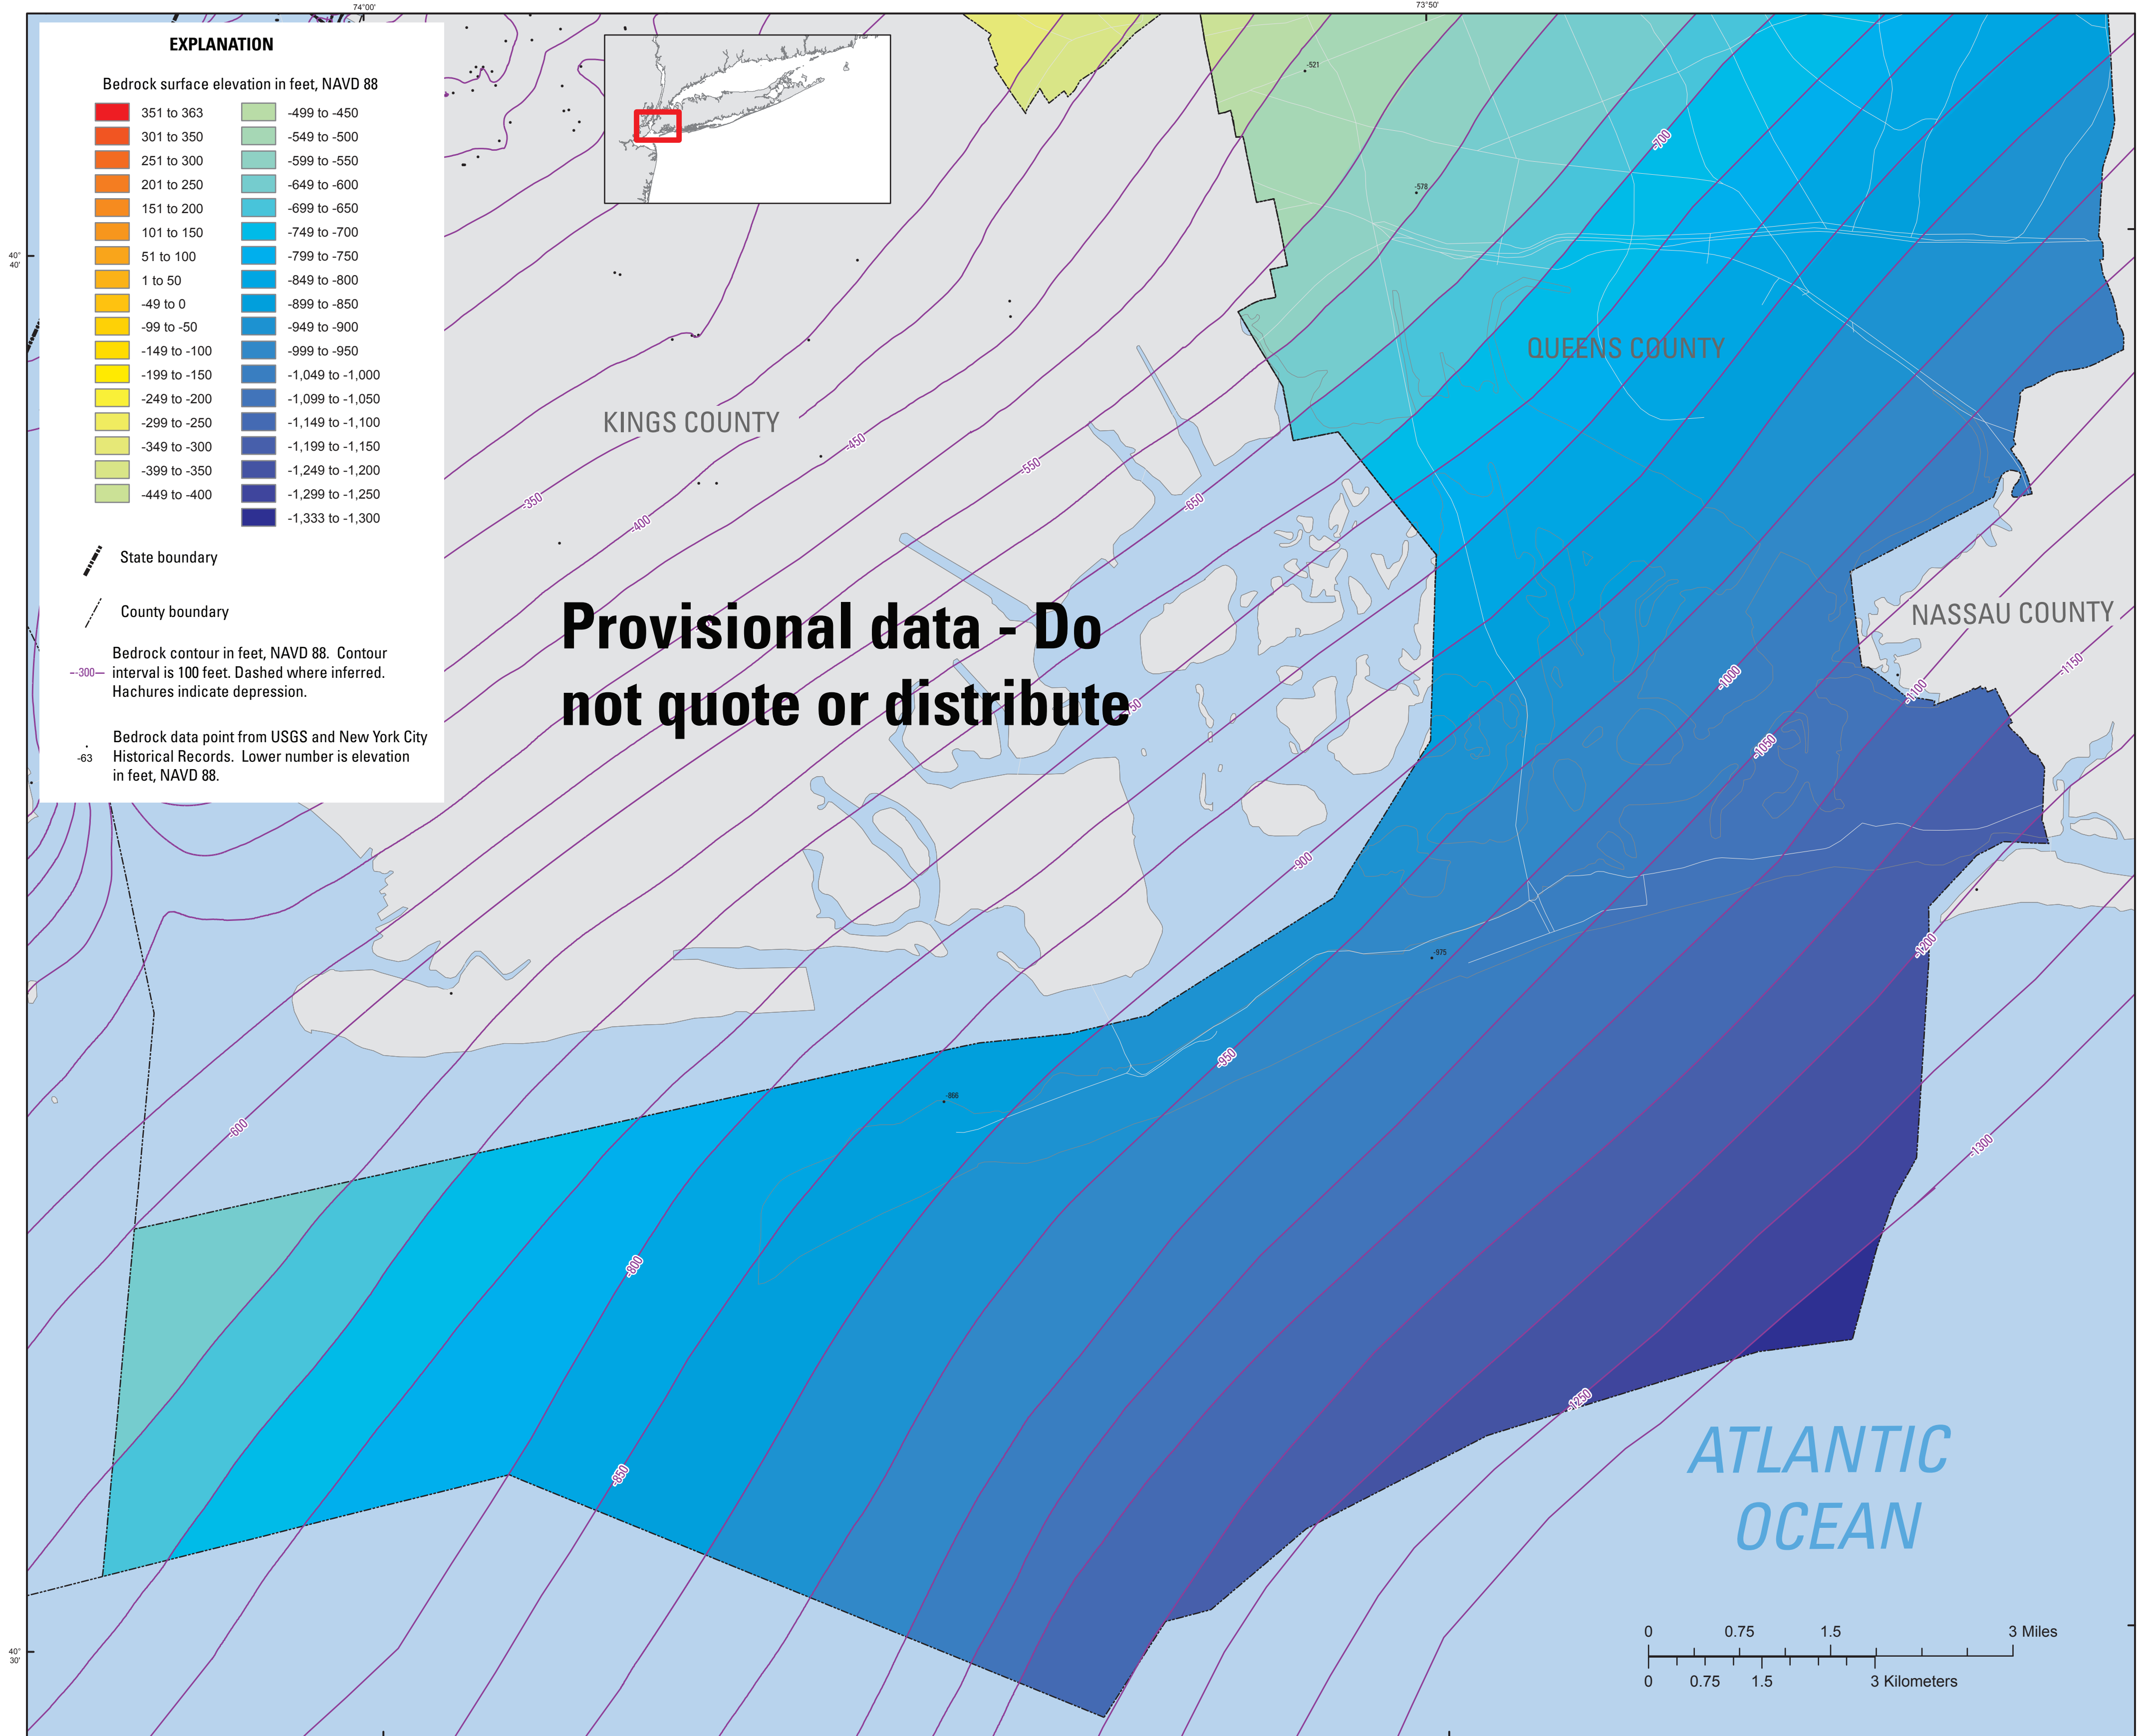 74°00'
73°50'
40°
40'
40°
30'
EXPLANATION
Bedrock surface elevation in feet, NAVD 88
351 to 363
301 to 350
251 to 300
201 to 250
151 to 200
101 to 150
51 to 100
1 to 50
-49 to 0
-99 to -50
-149 to -100
-199 to -150
-249 to -200
-299 to -250
-349 to -300
-399 to -350
-449 to -400
-499 to -450
-549 to -500
-599 to -550
-649 to -600
-699 to -650
-749 to -700
-799 to -750
-849 to -800
-899 to -850
-949 to -900
-999 to -950
-1,049 to -1,000
-1,099 to -1,050
-1,149 to -1,100
-1,199 to -1,150
-1,249 to -1,200
-1,299 to -1,250
-1,333 to -1,300
State boundary
County boundary
-300
Bedrock contour in feet, NAVD 88. Contour
interval is 100 feet. Dashed where inferred.
Hachures indicate depression.
-63
Bedrock data point from USGS and New York City
Historical Records. Lower number is elevation
in feet, NAVD 88.
-521
-700
-578
QUEENS COUNTY
KINGS COUNTY
-450
-550
-350
-650
-400
Provisional data - Do
not quote or distribute
NASSAU COUNTY
-1150
-1000
-1100
-750
-1050
-900
-1200
-975
-950
-866
-600
-1300
-800
-1250
-850
ATLANTIC
OCEAN
0 0.75 1.5 3 Miles
0 0.75 1.5 3 Kilometers